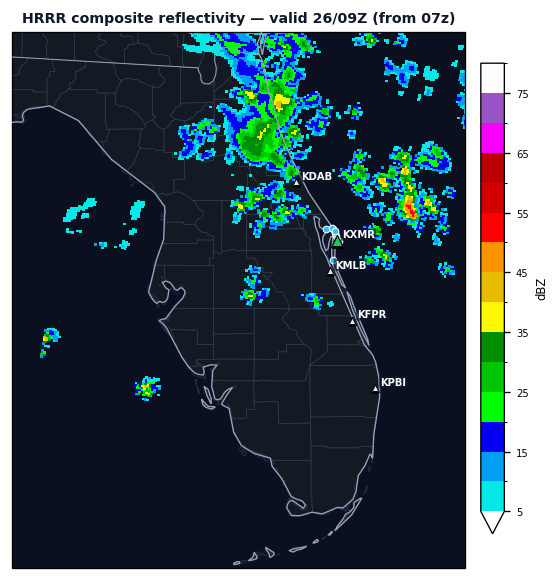 HRRR composite reflectivity — valid 26/09Z (from 07z)
KDAB
KXMR
KMLB
KFPR
KPBI
75
65
55
45
35
25
15
5
dBZ